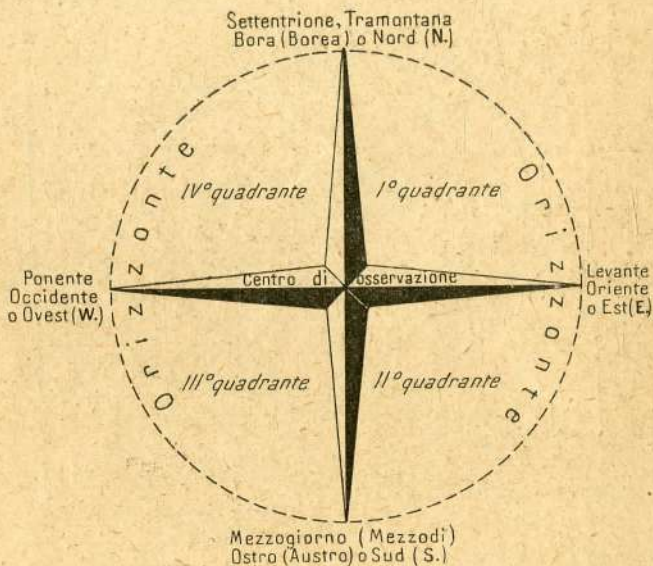 Settentrione, Tramontana
Bora (Borea) o Nord (N.)
Orizzonte
Orizzonte
IV° quadrante
I° quadrante
Ponente
Occidente
o Ovest (W.)
Centro di osservazione
Levante
Oriente
o Est (E.)
III° quadrante
II° quadrante
Mezzogiorno (Mezzodì)
Ostro (Austro) o Sud (S.)